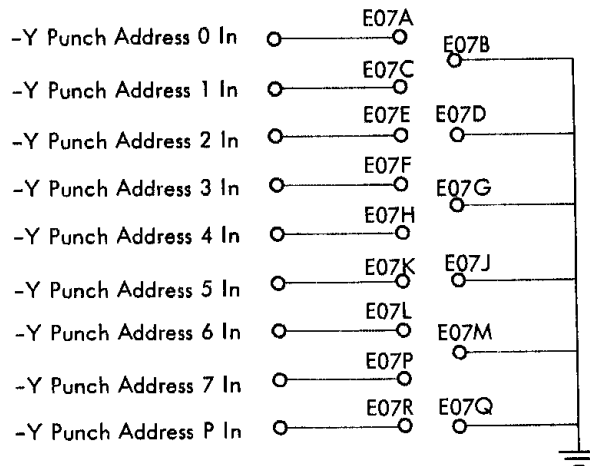 E07A
-Y Punch Address 0 In
E07B
E07C
-Y Punch Address 1 In
E07E E07D
-Y Punch Address 2 In
E07F
-Y Punch Address 3 In
E07G
E07H
-Y Punch Address 4 In
E07K E07J
-Y Punch Address 5 In
E07L
-Y Punch Address 6 In
E07M
E07P
-Y Punch Address 7 In
E07R E07Q
-Y Punch Address P In